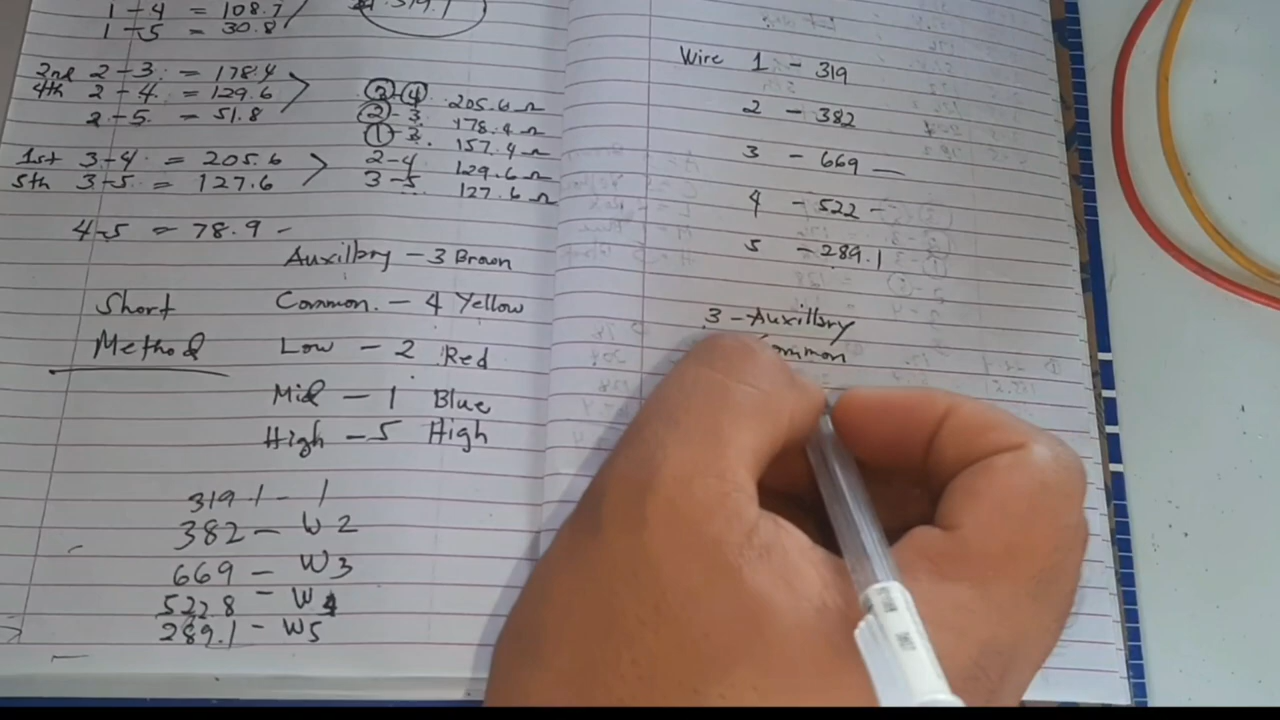 1-4 = 108.7
1-5 = 30.8
319.1
2nd 2-3 = 178.4
4th 2-4 = 129.6
2-5 = 51.8
1st 3-4 = 205.6
5th 3-5 = 127.6
4-5 = 78.9 -
3-4 205.6 Ω
2-3 178.4 Ω
1-3 157.4 Ω
2-4 129.6 Ω
3-5 127.6 Ω
Auxillary - 3 Brown
Short
Method
Common - 4 Yellow
Low - 2 Red
Mid - 1 Blue
High - 5 High
319.1 - 1
382 - W2
669 - W3
522.8 - W4
289.1 - W5
Wire 1 - 319
2 - 382
3 - 669
4 - 522 -
5 - 289.1
3 - Auxillary